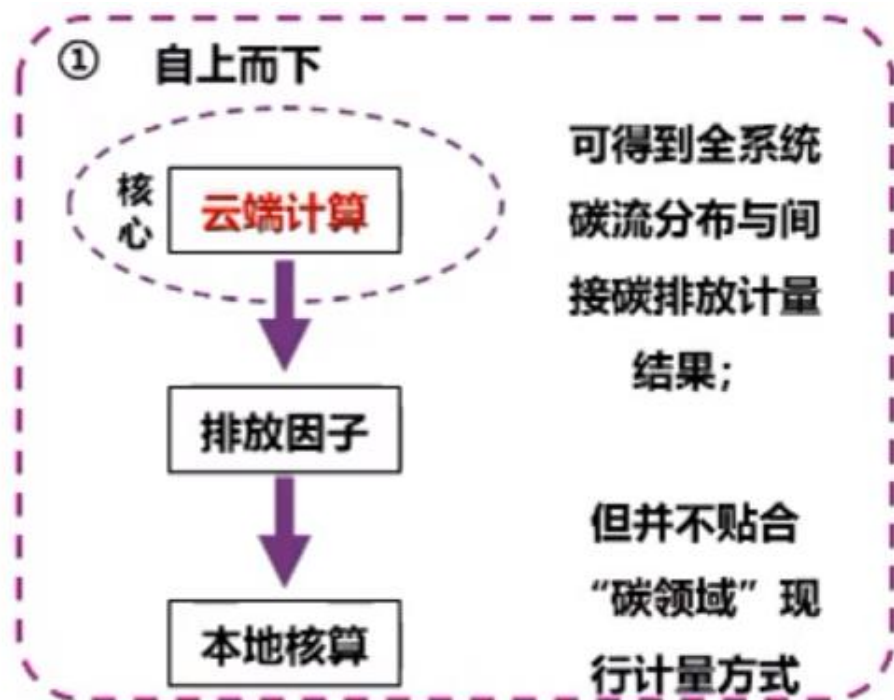 ① 自上而下
核心
云端计算
排放因子
本地核算
可得到全系统
碳流分布与间
接碳排放计量
结果；
但并不贴合
“碳领域”现
行计量方式